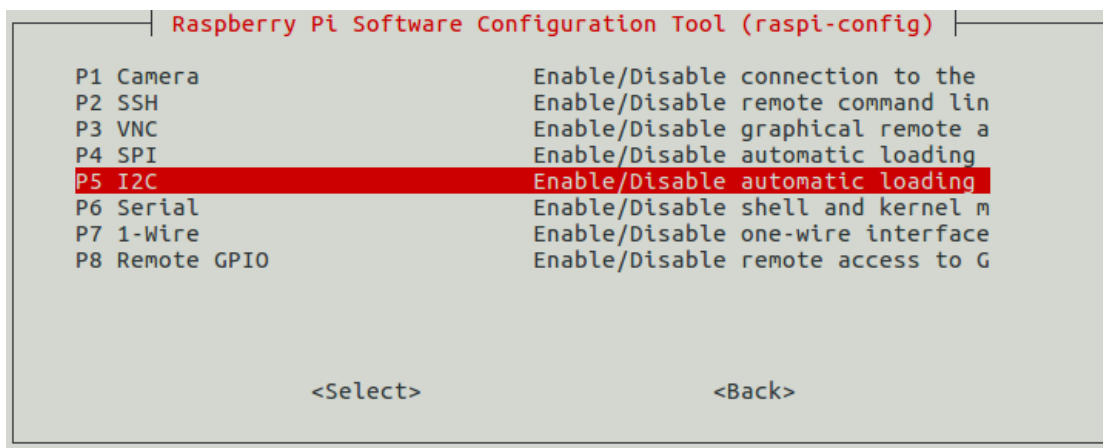 Raspberry Pi Software Configuration Tool (raspi-config)
P1 Camera Enable/Disable connection to the
P2 SSH Enable/Disable remote command lin
P3 VNC Enable/Disable graphical remote a
P4 SPI Enable/Disable automatic loading
P5 I2C Enable/Disable automatic loading
P6 Serial Enable/Disable shell and kernel m
P7 1-Wire Enable/Disable one-wire interface
P8 Remote GPIO Enable/Disable remote access to G
<Select> <Back>